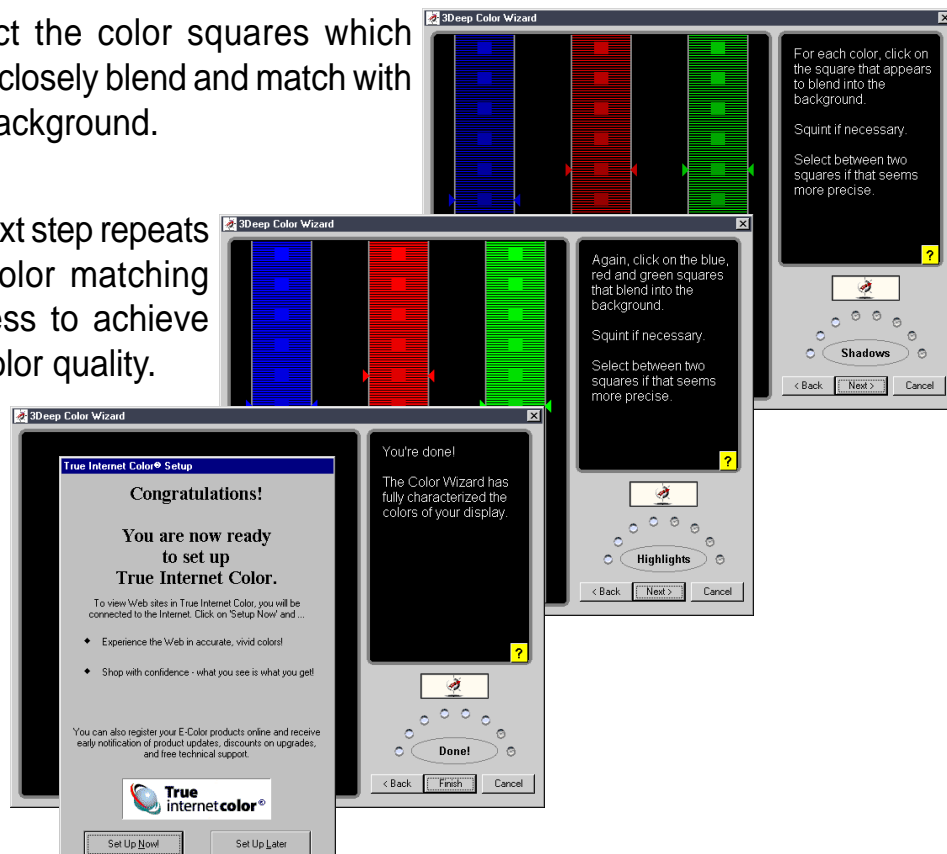 ct the color squares which
closely blend and match with
ackground.
xt step repeats
olor matching
ess to achieve
olor quality.
3Deep Color Wizard
For each color, click on
the square that appears
to blend into the
background.
Squint if necessary.
Select between two
squares if that seems
more precise.
?
Shadows
< Back
Next >
Cancel
3Deep Color Wizard
Again, click on the blue,
red and green squares
that blend into the
background.
Squint if necessary.
Select between two
squares if that seems
more precise.
?
Highlights
< Back
Next >
Cancel
3Deep Color Wizard
True Internet Color® Setup
Congratulations!
You are now ready
to set up
True Internet Color.
To view Web sites in True Internet Color, you will be
connected to the Internet. Click on 'Setup Now' and ...
Experience the Web in accurate, vivid colors!
Shop with confidence - what you see is what you get!
You can also register your E-Color products online and receive
early notification of product updates, discounts on upgrades,
and free technical support.
True
internetcolor®
Set Up Now!
Set Up Later
You're done!
The Color Wizard has
fully characterized the
colors of your display.
?
Done!
< Back
Finish
Cancel